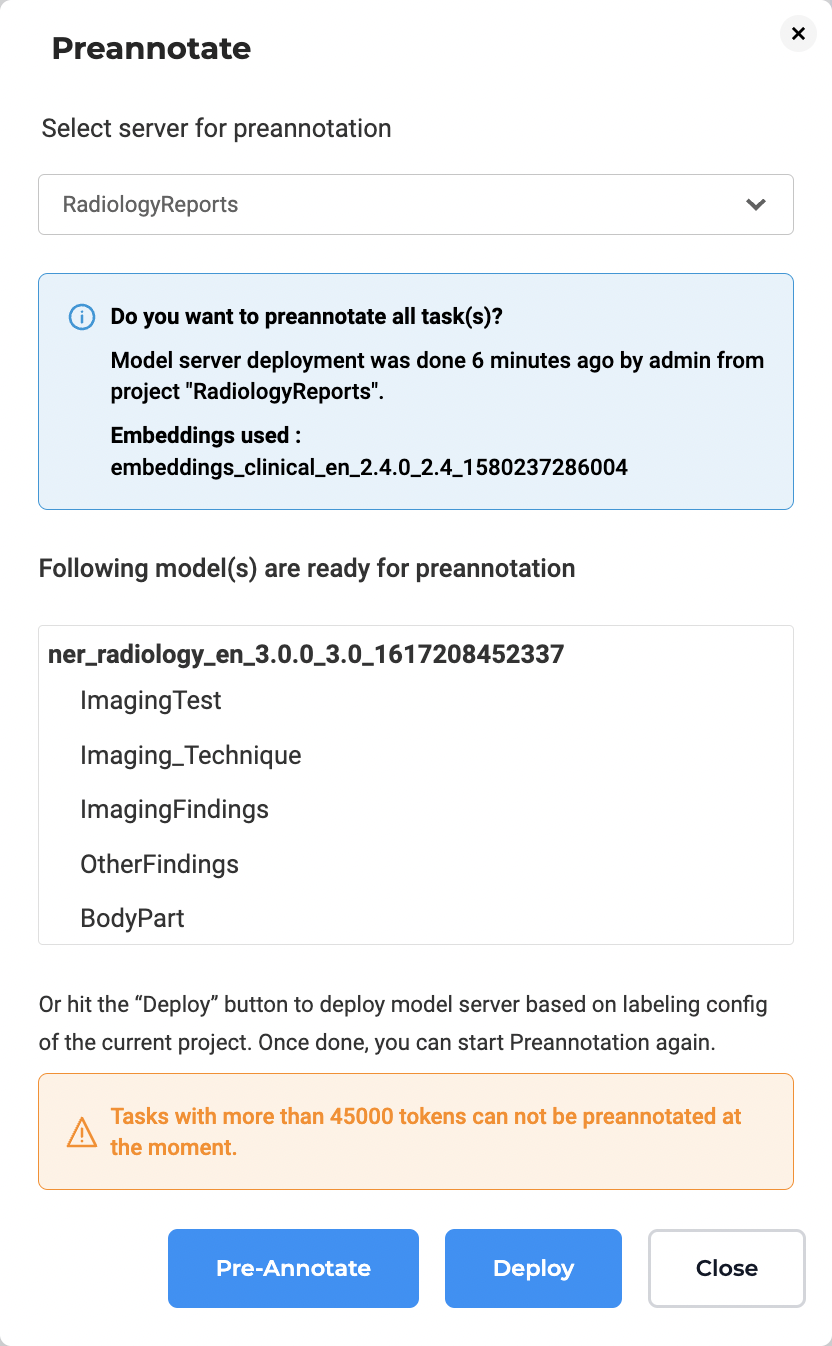 Preannotate
Select server for preannotation
RadiologyReports
Do you want to preannotate all task(s)?
Model server deployment was done 6 minutes ago by admin from
project "RadiologyReports".
Embeddings used :
embeddings_clinical_en_2.4.0_2.4_1580237286004
Following model(s) are ready for preannotation
ner_radiology_en_3.0.0_3.0_1617208452337
ImagingTest
Imaging_Technique
ImagingFindings
OtherFindings
BodyPart
Or hit the “Deploy” button to deploy model server based on labeling config
of the current project. Once done, you can start Preannotation again.
Tasks with more than 45000 tokens can not be preannotated at
the moment.
Pre-Annotate
Deploy
Close